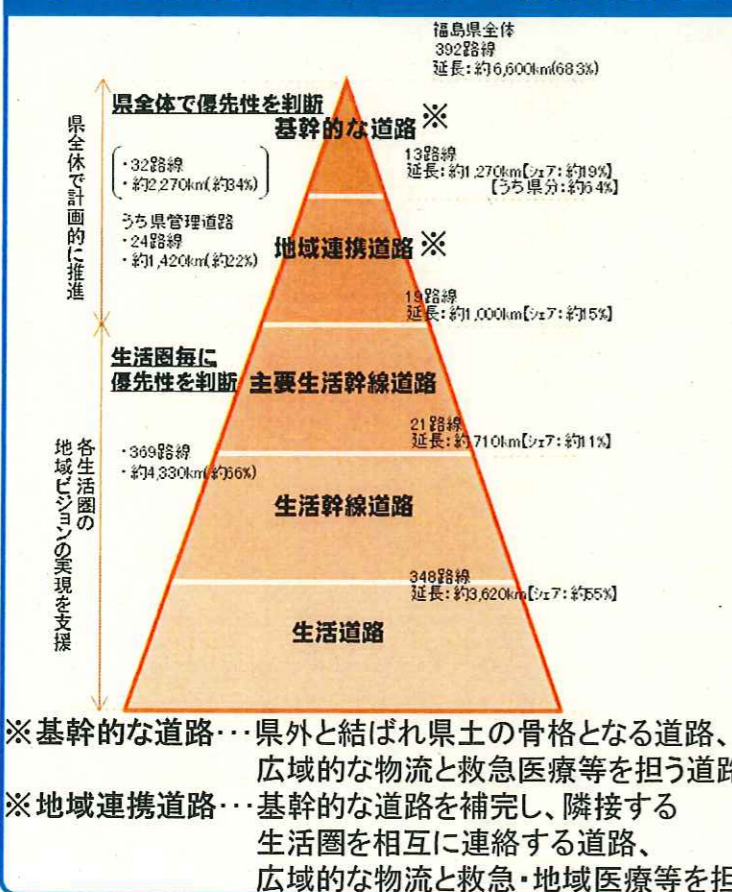 福島県全体
392路線
延長:約6,600km(68.3%)
県全体で優先性を判断
基幹的な道路※
・32路線
・約2,270km(約34%)
13路線
延長:約1,270km【シェア:約19%】
【うち県分:約6.4%】
県全体で計画的に推進
うち県管理道路
・24路線
・約1,420km(約22%)
地域連携道路※
19路線
延長:約1,000km【シェア:約15%】
生活圏毎に
優先性を判断
主要生活幹線道路
21路線
延長:約710km【シェア:約11%】
・369路線
・約4,330km(約66%)
各生活圏の
地域ビジョンの実現を支援
生活幹線道路
348路線
延長:約3,620km【シェア:約55%】
生活道路
※基幹的な道路…県外と結ばれ県土の骨格となる道路、
広域的な物流と救急医療等を担う道路
※地域連携道路…基幹的な道路を補完し、隣接する
生活圏を相互に連絡する道路、
広域的な物流と救急・地域医療等を担